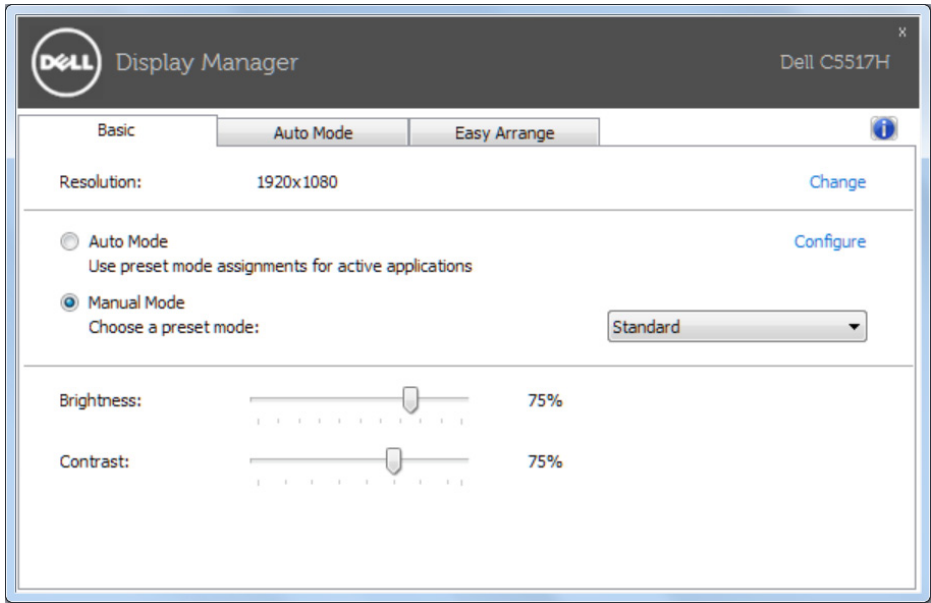 DELL Display Manager
x
Dell C5517H
Basic Auto Mode Easy Arrange i
Resolution: 1920x1080 Change
Auto Mode Configure
Use preset mode assignments for active applications
Manual Mode
Choose a preset mode: Standard
Brightness: 75%
Contrast: 75%